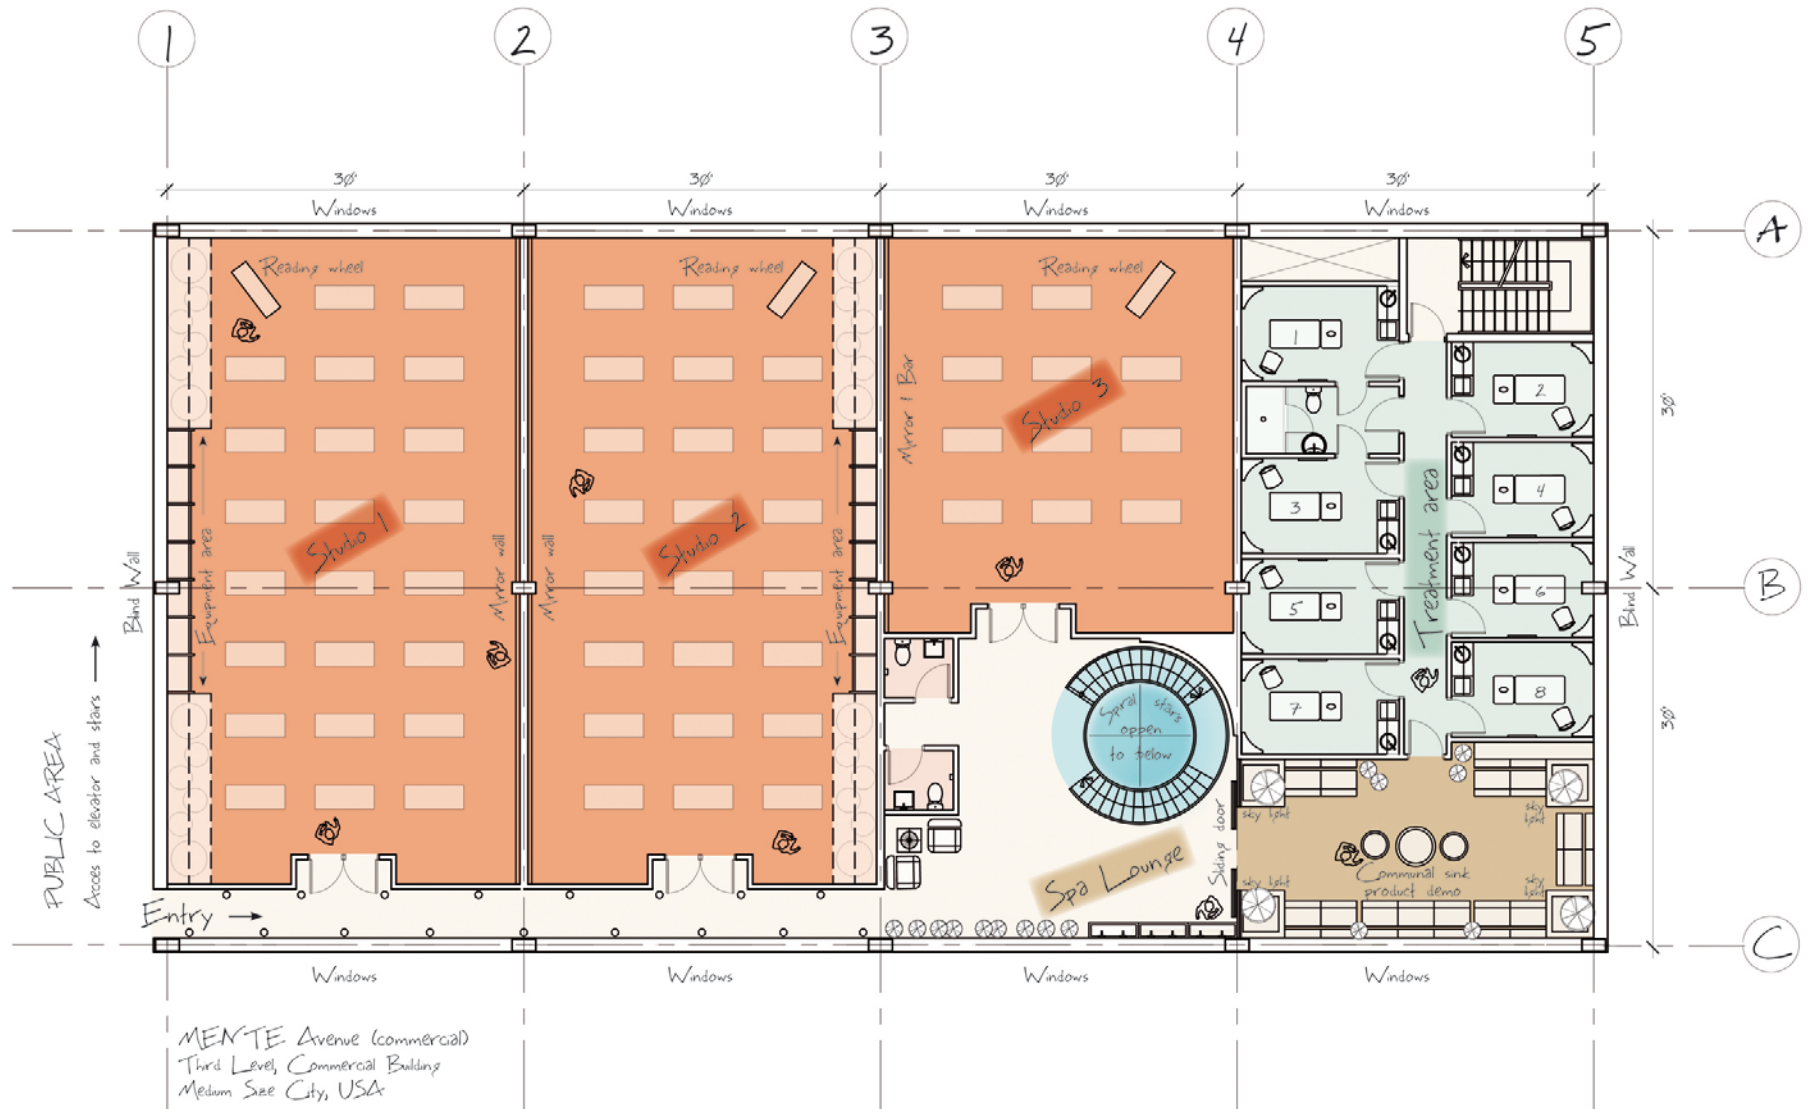 1
2
3
4
5
30'
30'
30'
30'
Windows
Windows
Windows
Windows
A
Reading wheel
Reading wheel
Reading wheel
1
Mirror / Bar
Studio 3
2
30'
Treatment area
3
4
Studio 1
Studio 2
Equipment area
Mirror wall
Mirror wall
Equipment area
Blind Wall
Blind Wall
B
5
6
7
8
Spiral stairs
oppen
to below
30'
PUBLIC AREA
Acces to elevator and stairs
Sliding door
sky light
sky light
sky light
sky light
Communal sink
product demo
Spa Lounge
Entry
C
Windows
Windows
Windows
Windows
MENTE Avenue (commercial)
Third Level, Commercial Building
Medium Size City, USA